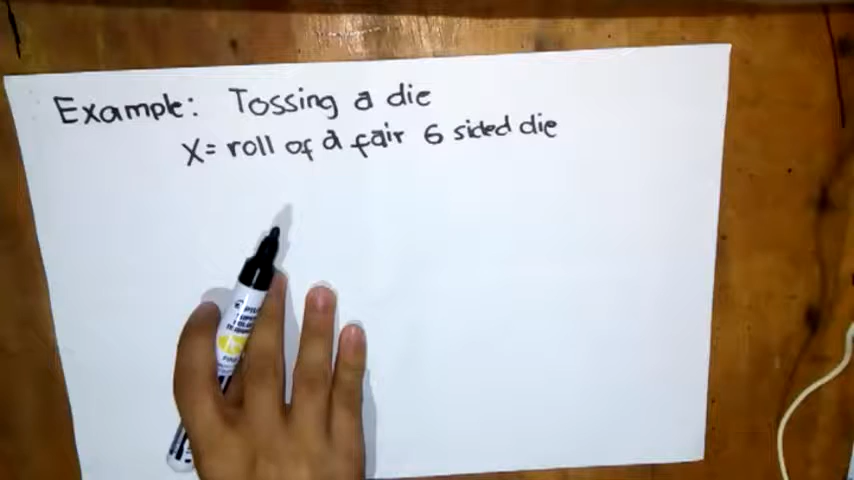 Example: Tossing a die
X= roll of a fair 6 sided die